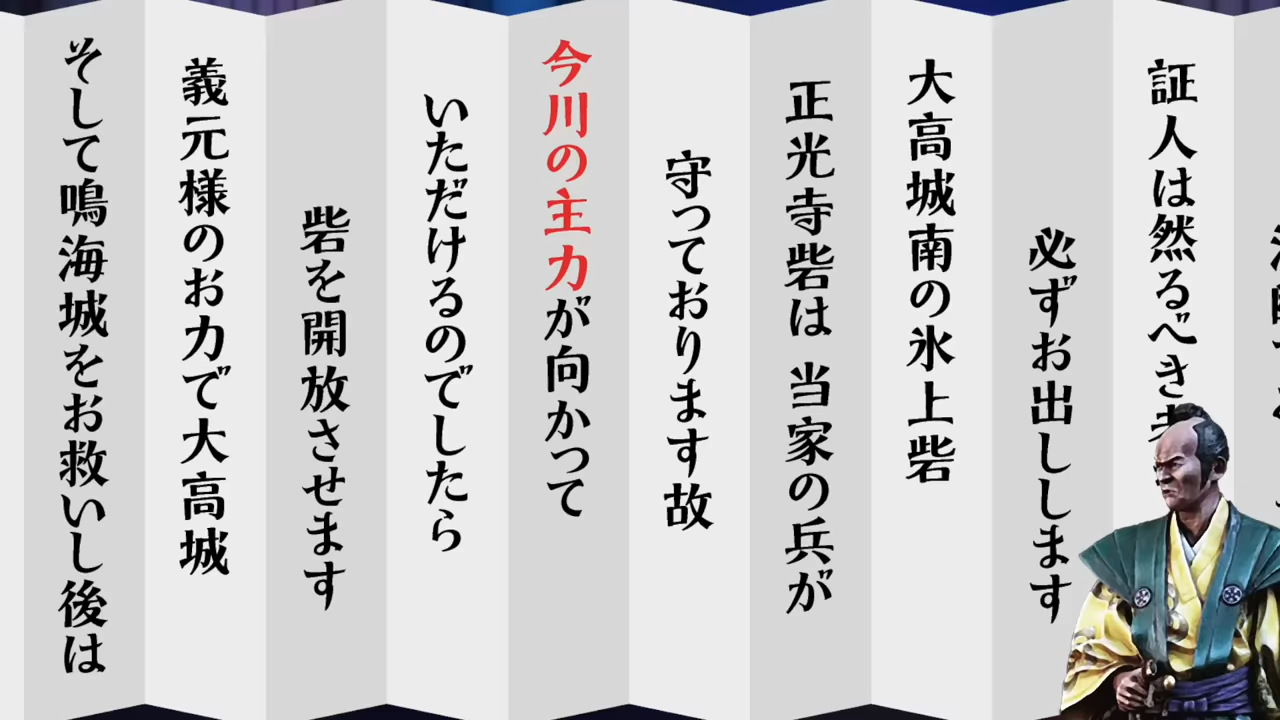 証人は然るべき
必ずお出しします
大高城南の氷上砦
正光寺砦は 当家の兵が
守っております故
今川の主力が向かって
いただけるのでしたら
砦を開放させます
義元様のお力で大高城
そして鳴海城をお救いし後は